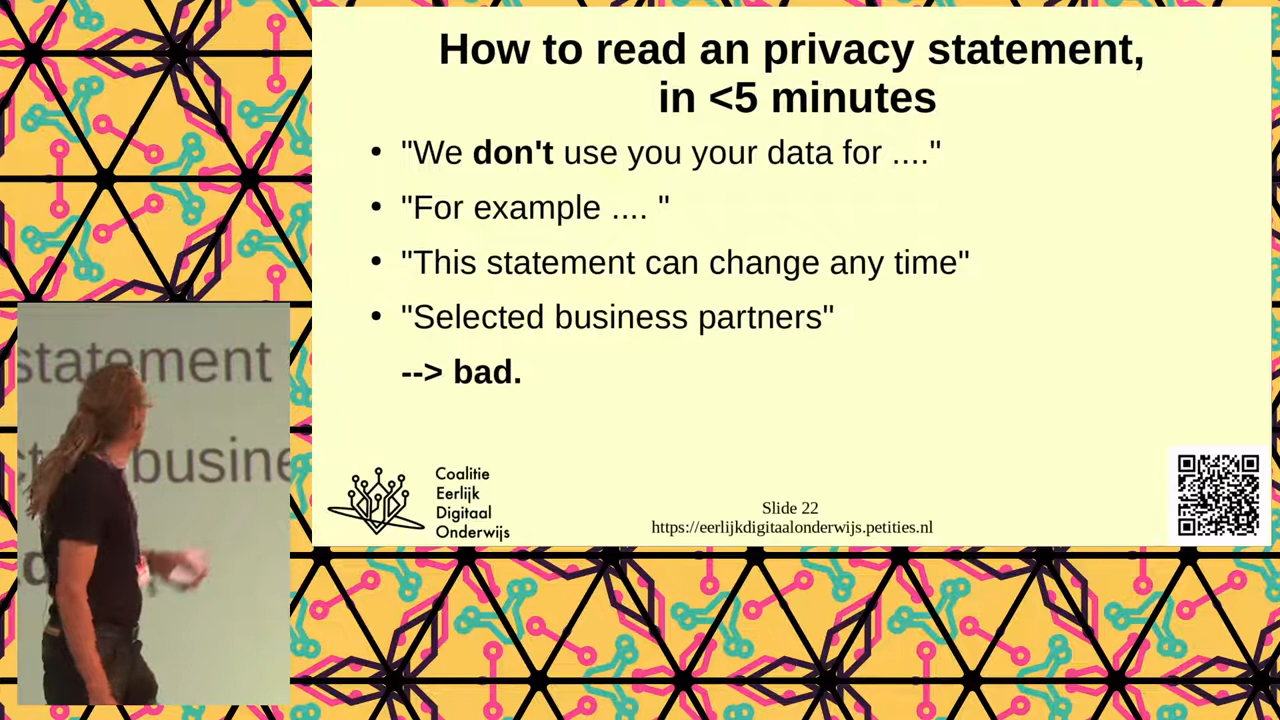 How to read an privacy statement,
in <5 minutes
• "We don't use you your data for ...."
• "For example .... "
• "This statement can change any time"
• "Selected business partners"
--> bad.
Coalitie
Eerlijk
Digitaal
Onderwijs
Slide 22
https://eerlijkdigitaalonderwijs.petities.nl
statement
busine